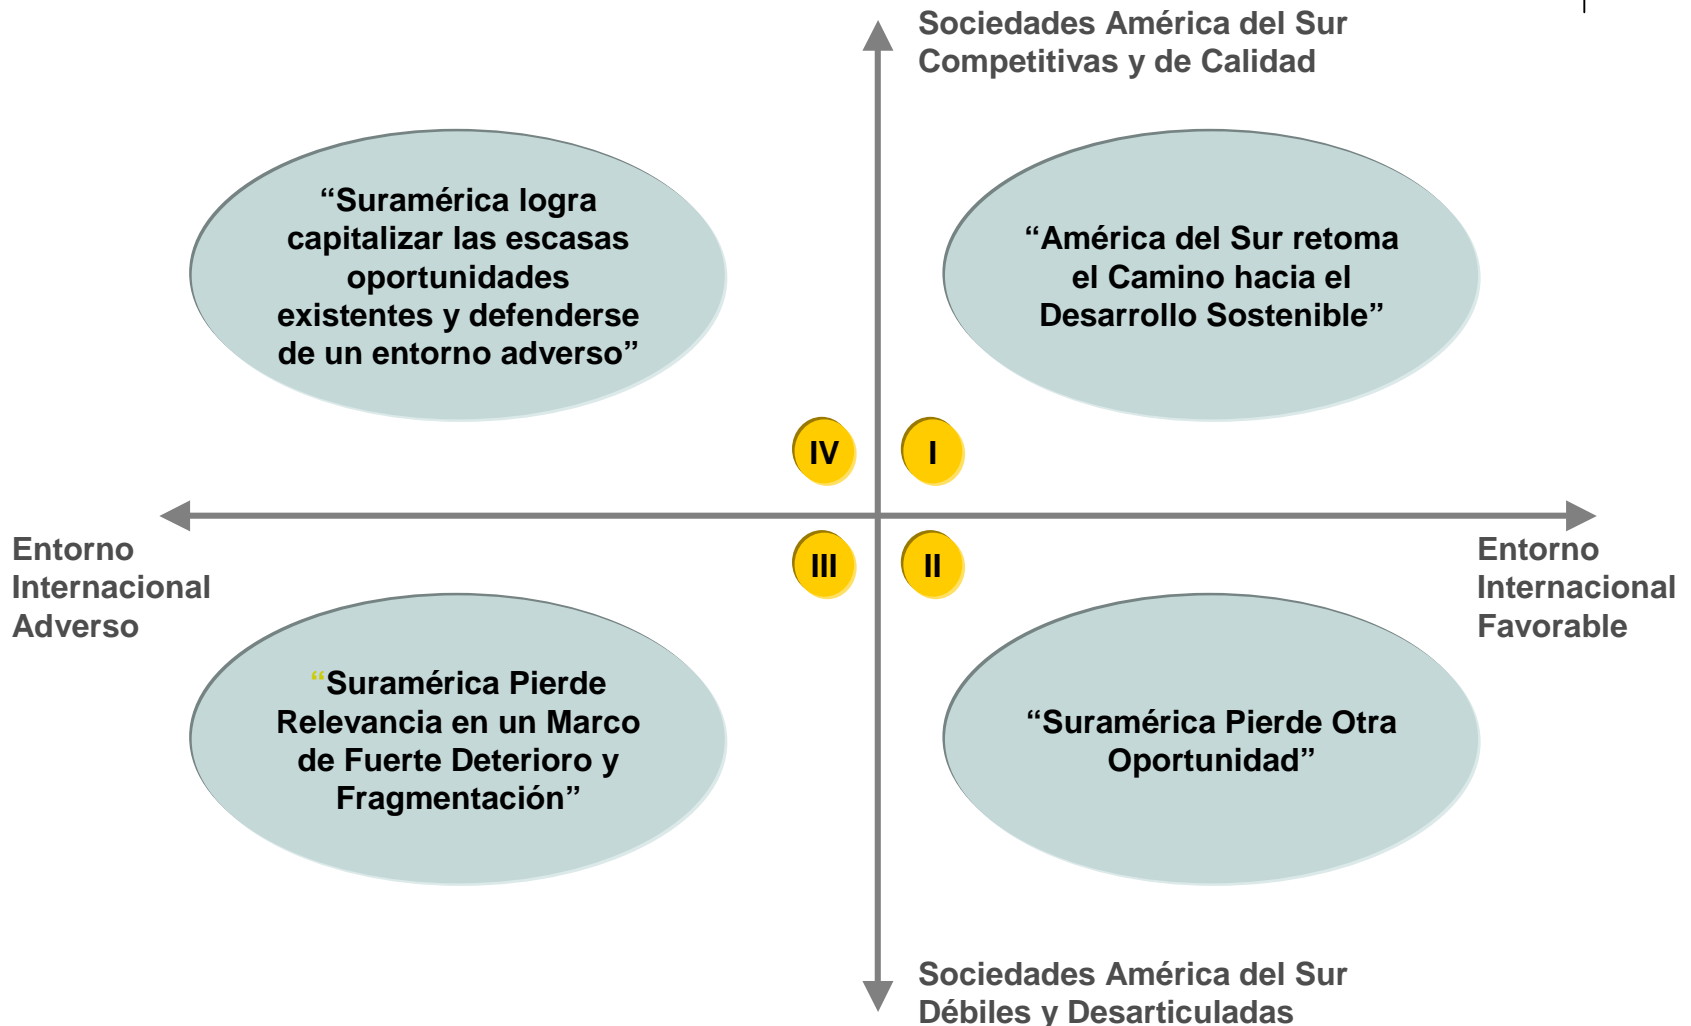 Sociedades América del Sur
Competitivas y de Calidad
“Suramérica logra
capitalizar las escasas
oportunidades
existentes y defenderse
de un entorno adverso”
“América del Sur retoma
el Camino hacia el
Desarrollo Sostenible”
IV
I
Entorno
Internacional
Adverso
III
II
Entorno
Internacional
Favorable
“Suramérica Pierde
Relevancia en un Marco
de Fuerte Deterioro y
Fragmentación”
“Suramérica Pierde Otra
Oportunidad”
Sociedades América del Sur
Débiles y Desarticuladas